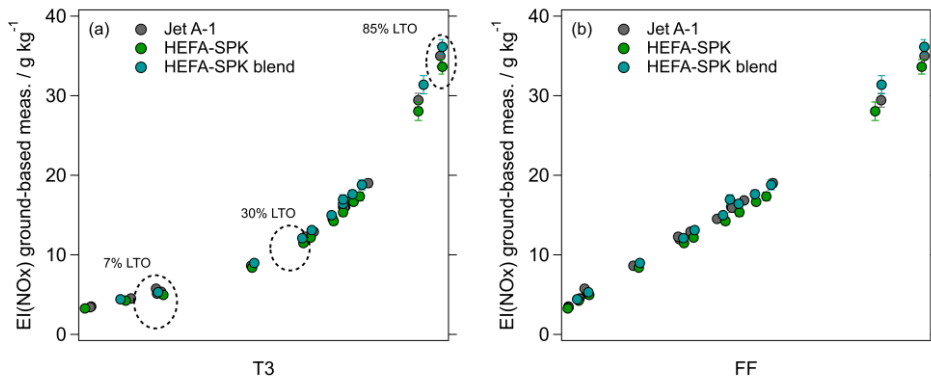 EI(NOx) ground-based meas. / g kg⁻¹
40
30
20
10
0
(a)
Jet A-1
HEFA-SPK
HEFA-SPK blend
85% LTO
30% LTO
7% LTO
T3
EI(NOx) ground-based meas. / g kg⁻¹
40
30
20
10
0
(b)
Jet A-1
HEFA-SPK
HEFA-SPK blend
FF